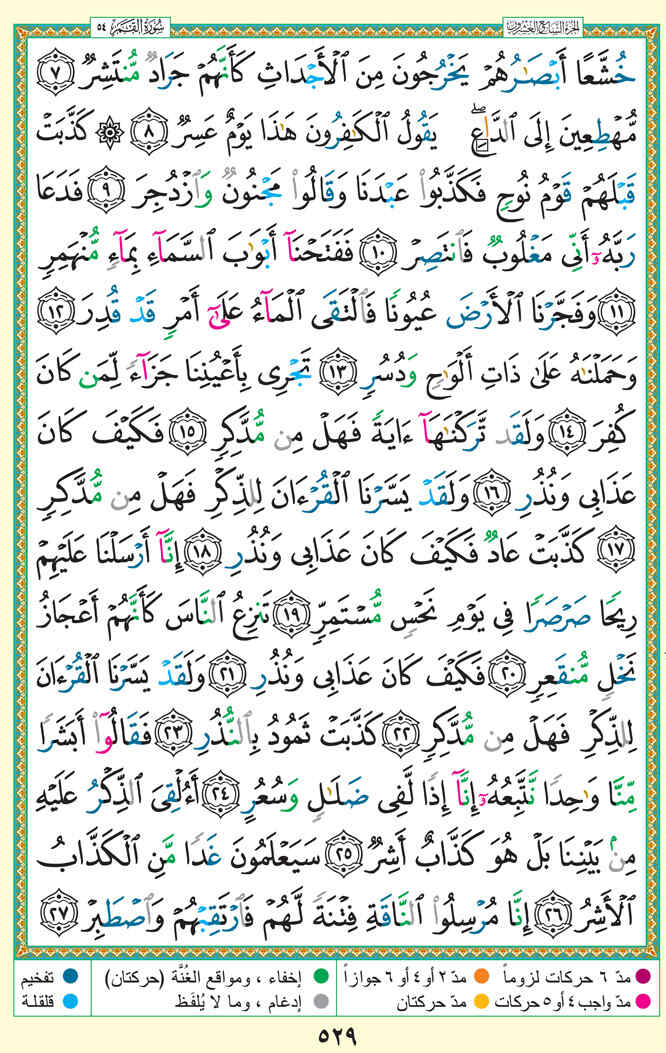 سُورَةُ القَمَرِ ٥٤
الجزء السابع والعشرون
خُشَّعًا أَبۡصَٰرُهُمۡ يَخۡرُجُونَ مِنَ ٱلۡأَجۡدَاثِ كَأَنَّهُمۡ جَرَادٞ مُّنتَشِرٞ ٧
مُّهۡطِعِينَ إِلَى ٱلدَّاعِۖ يَقُولُ ٱلۡكَٰفِرُونَ هَٰذَا يَوۡمٌ عَسِرٞ ٨ ۞ كَذَّبَتۡ
قَبۡلَهُمۡ قَوۡمُ نُوحٖ فَكَذَّبُواْ عَبۡدَنَا وَقَالُواْ مَجۡنُونٞ وَٱزۡدُجِرَ ٩ فَدَعَا
رَبَّهُۥٓ أَنِّي مَغۡلُوبٞ فَٱنتَصِرۡ ١٠ فَفَتَحۡنَآ أَبۡوَٰبَ ٱلسَّمَآءِ بِمَآءٖ مُّنۡهَمِرٖ
١١ وَفَجَّرۡنَا ٱلۡأَرۡضَ عُيُونٗا فَٱلۡتَقَى ٱلۡمَآءُ عَلَىٰٓ أَمۡرٖ قَدۡ قُدِرَ ١٢
وَحَمَلۡنَٰهُ عَلَىٰ ذَاتِ أَلۡوَٰحٖ وَدُسُرٖ ١٣ تَجۡرِي بِأَعۡيُنِنَا جَزَآءٗ لِّمَن كَانَ
كُفِرَ ١٤ وَلَقَد تَّرَكۡنَٰهَآ ءَايَةٗ فَهَلۡ مِن مُّدَّكِرٖ ١٥ فَكَيۡفَ كَانَ
عَذَابِي وَنُذُرِ ١٦ وَلَقَدۡ يَسَّرۡنَا ٱلۡقُرۡءَانَ لِلذِّكۡرِ فَهَلۡ مِن مُّدَّكِرٖ
١٧ كَذَّبَتۡ عَادٞ فَكَيۡفَ كَانَ عَذَابِي وَنُذُرِ ١٨ إِنَّآ أَرۡسَلۡنَا عَلَيۡهِمۡ
رِيحٗا صَرۡصَرٗا فِي يَوۡمِ نَحۡسٖ مُّسۡتَمِرّٖ ١٩ تَنزِعُ ٱلنَّاسَ كَأَنَّهُمۡ أَعۡجَازُ
نَخۡلٖ مُّنقَعِرٖ ٢٠ فَكَيۡفَ كَانَ عَذَابِي وَنُذُرِ ٢١ وَلَقَدۡ يَسَّرۡنَا ٱلۡقُرۡءَانَ
لِلذِّكۡرِ فَهَلۡ مِن مُّدَّكِرٖ ٢٢ كَذَّبَتۡ ثَمُودُ بِٱلنُّذُرِ ٢٣ فَقَالُوٓاْ أَبَشَرٗا
مِّنَّا وَٰحِدٗا نَّتَّبِعُهُۥٓ إِنَّآ إِذٗا لَّفِي ضَلَٰلٖ وَسُعُرٍ ٢٤ أَءُلۡقِيَ ٱلذِّكۡرُ عَلَيۡهِ
مِنۢ بَيۡنِنَا بَلۡ هُوَ كَذَّابٌ أَشِرٞ ٢٥ سَيَعۡلَمُونَ غَدٗا مَّنِ ٱلۡكَذَّابُ
ٱلۡأَشِرُ ٢٦ إِنَّا مُرۡسِلُواْ ٱلنَّاقَةِ فِتۡنَةٗ لَّهُمۡ فَٱرۡتَقِبۡهُمۡ وَٱصۡطَبِرۡ ٢٧
مدّ ٦ حركات لزوماً مدّ ٢ أو ٤ أو ٦ جوازاً إخفاء ، ومواقع الغُنَّة (حركتان) تفخيم
مدّ واجب ٤ أو ٥ حركات مدّ حركتان إدغام ، وما لا يُلفَظ قلقلة
٥٢٩